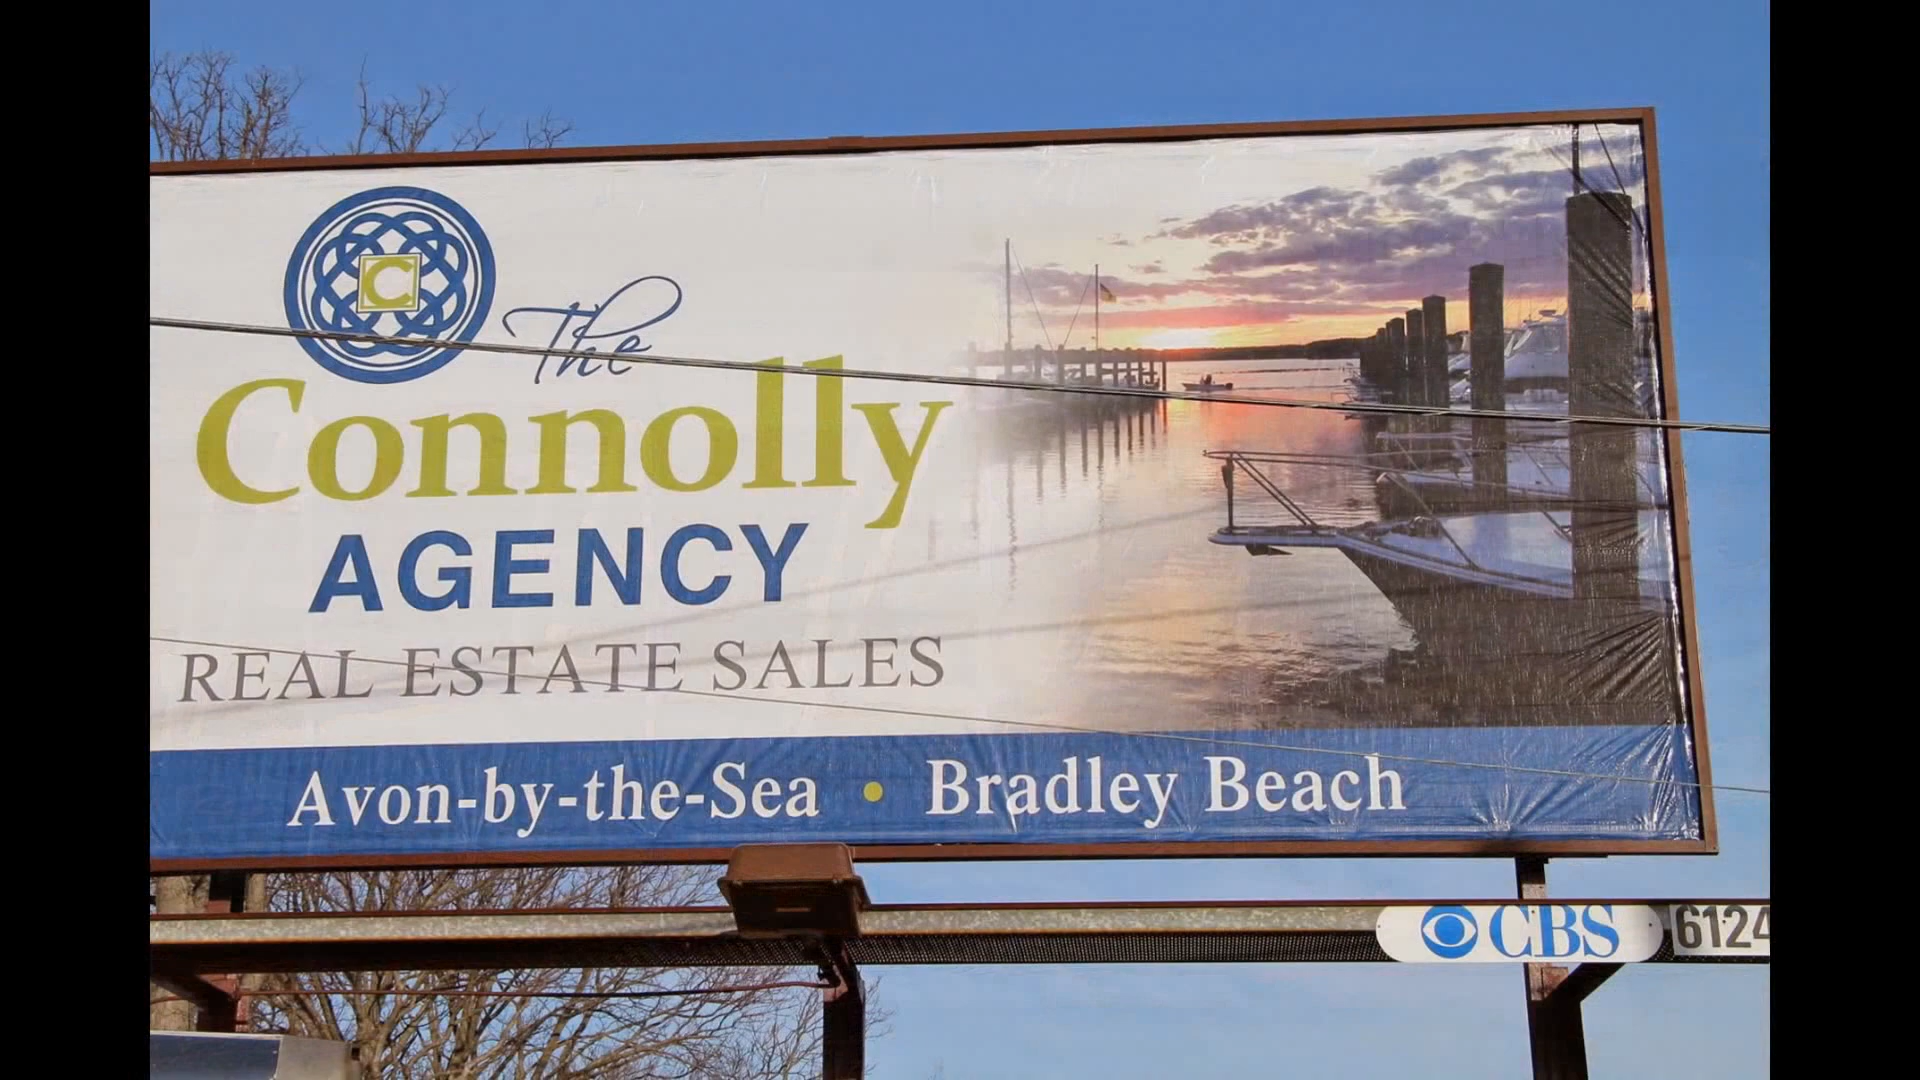 C
The
Connolly
AGENCY
REAL ESTATE SALES
Avon-by-the-Sea • Bradley Beach
CBS 6124